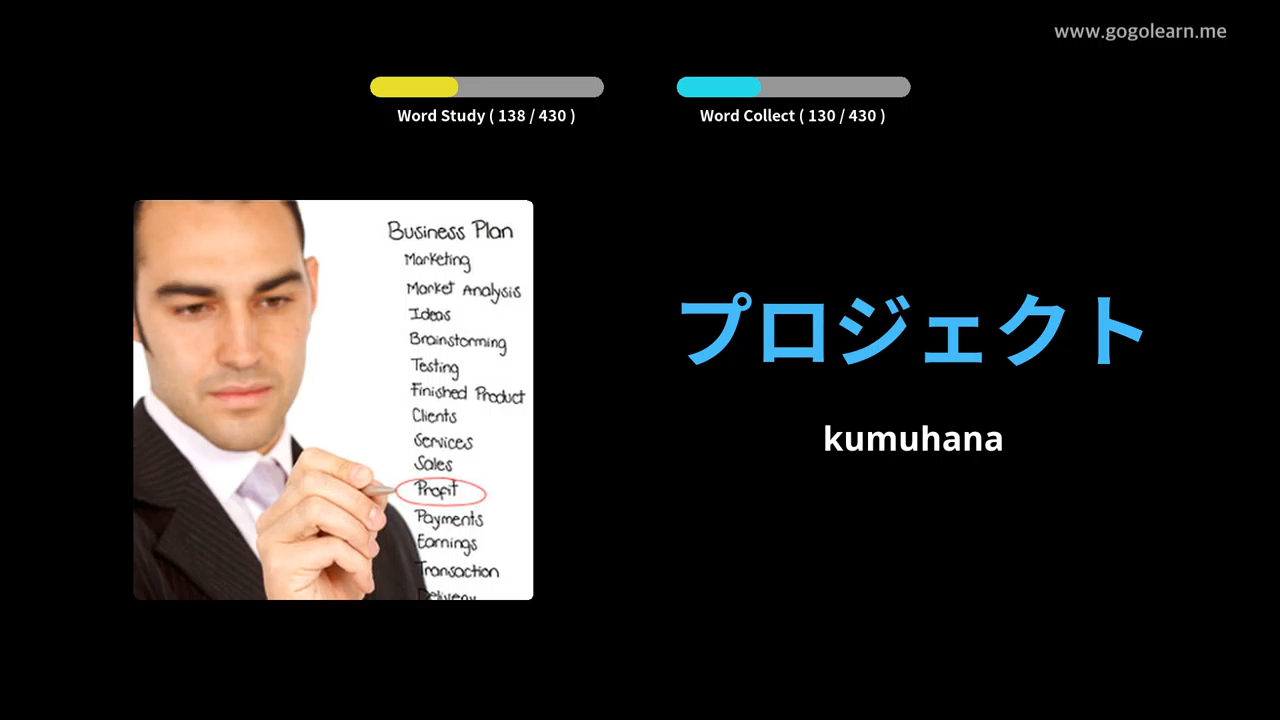 www.gogolearn.me
Word Study ( 138 / 430 )
Word Collect ( 130 / 430 )
Business Plan
Marketing
Market Analysis
Ideas
Brainstorming
Testing
Finished Product
Clients
Services
Sales
Profit
Payments
Earnings
Transaction
Delivery
プロジェクト
kumuhana